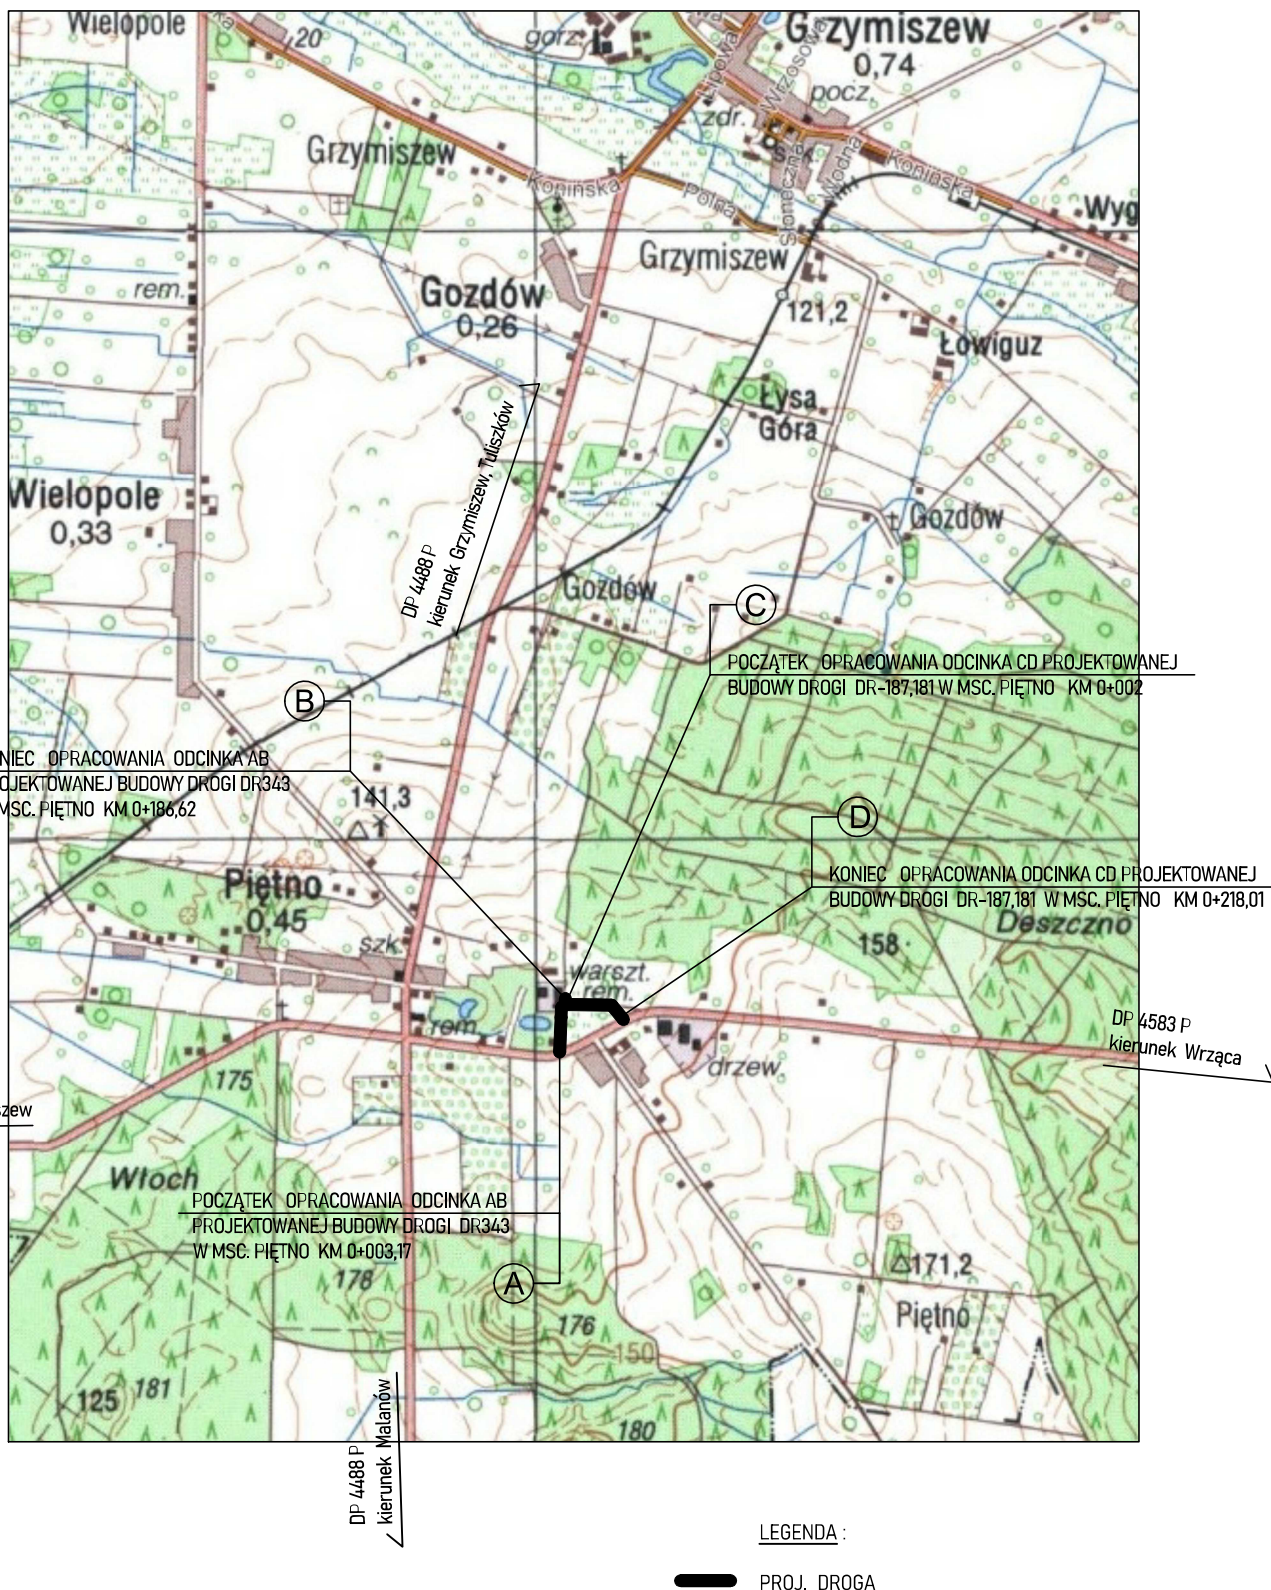 Wielopole
20
gorz.
Lipowa
Wrzosowa
Grzymiszew
0,74
pocz.
zdr.
Grzymiszew
Konińska
Polna
Słoneczna
Wodna
Konińska
Wyg
rem.
Gozdów
0,26
Grzymiszew
121,2
Łowiguz
Łysa
Góra
DP 4488 P
kierunek Grzymiszew, Tuliszków
Wielopole
0,33
Gozdów
Gozdów
C
POCZĄTEK OPRACOWANIA ODCINKA CD PROJEKTOWANEJ
BUDOWY DROGI DR-187,181 W MSC. PIĘTNO KM 0+002
B
NIEC OPRACOWANIA ODCINKA AB
OJEKTOWANEJ BUDOWY DROGI DR343
MSC. PIĘTNO KM 0+186,62
141,3
D
KONIEC OPRACOWANIA ODCINKA CD PROJEKTOWANEJ
BUDOWY DROGI DR-187,181 W MSC. PIĘTNO KM 0+218,01
Piętno
0,45
Deszczno
158
szk.
warszt.
rem.
rem.
DP 4583 P
kierunek Wrząca
drzew.
175
zew
Włoch
POCZĄTEK OPRACOWANIA ODCINKA AB
PROJEKTOWANEJ BUDOWY DROGI DR343
W MSC. PIĘTNO KM 0+003,17
178
A
171,2
Piętno
176
150
125
181
180
DP 4488 P
kierunek Malanów
LEGENDA :
PROJ. DROGA